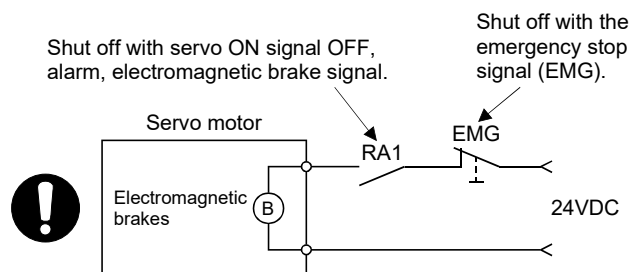 Shut off with the
emergency stop
signal (EMG).
Shut off with servo ON signal OFF,
alarm, electromagnetic brake signal.
Servo motor
RA1
EMG
Electromagnetic
brakes
B
24VDC